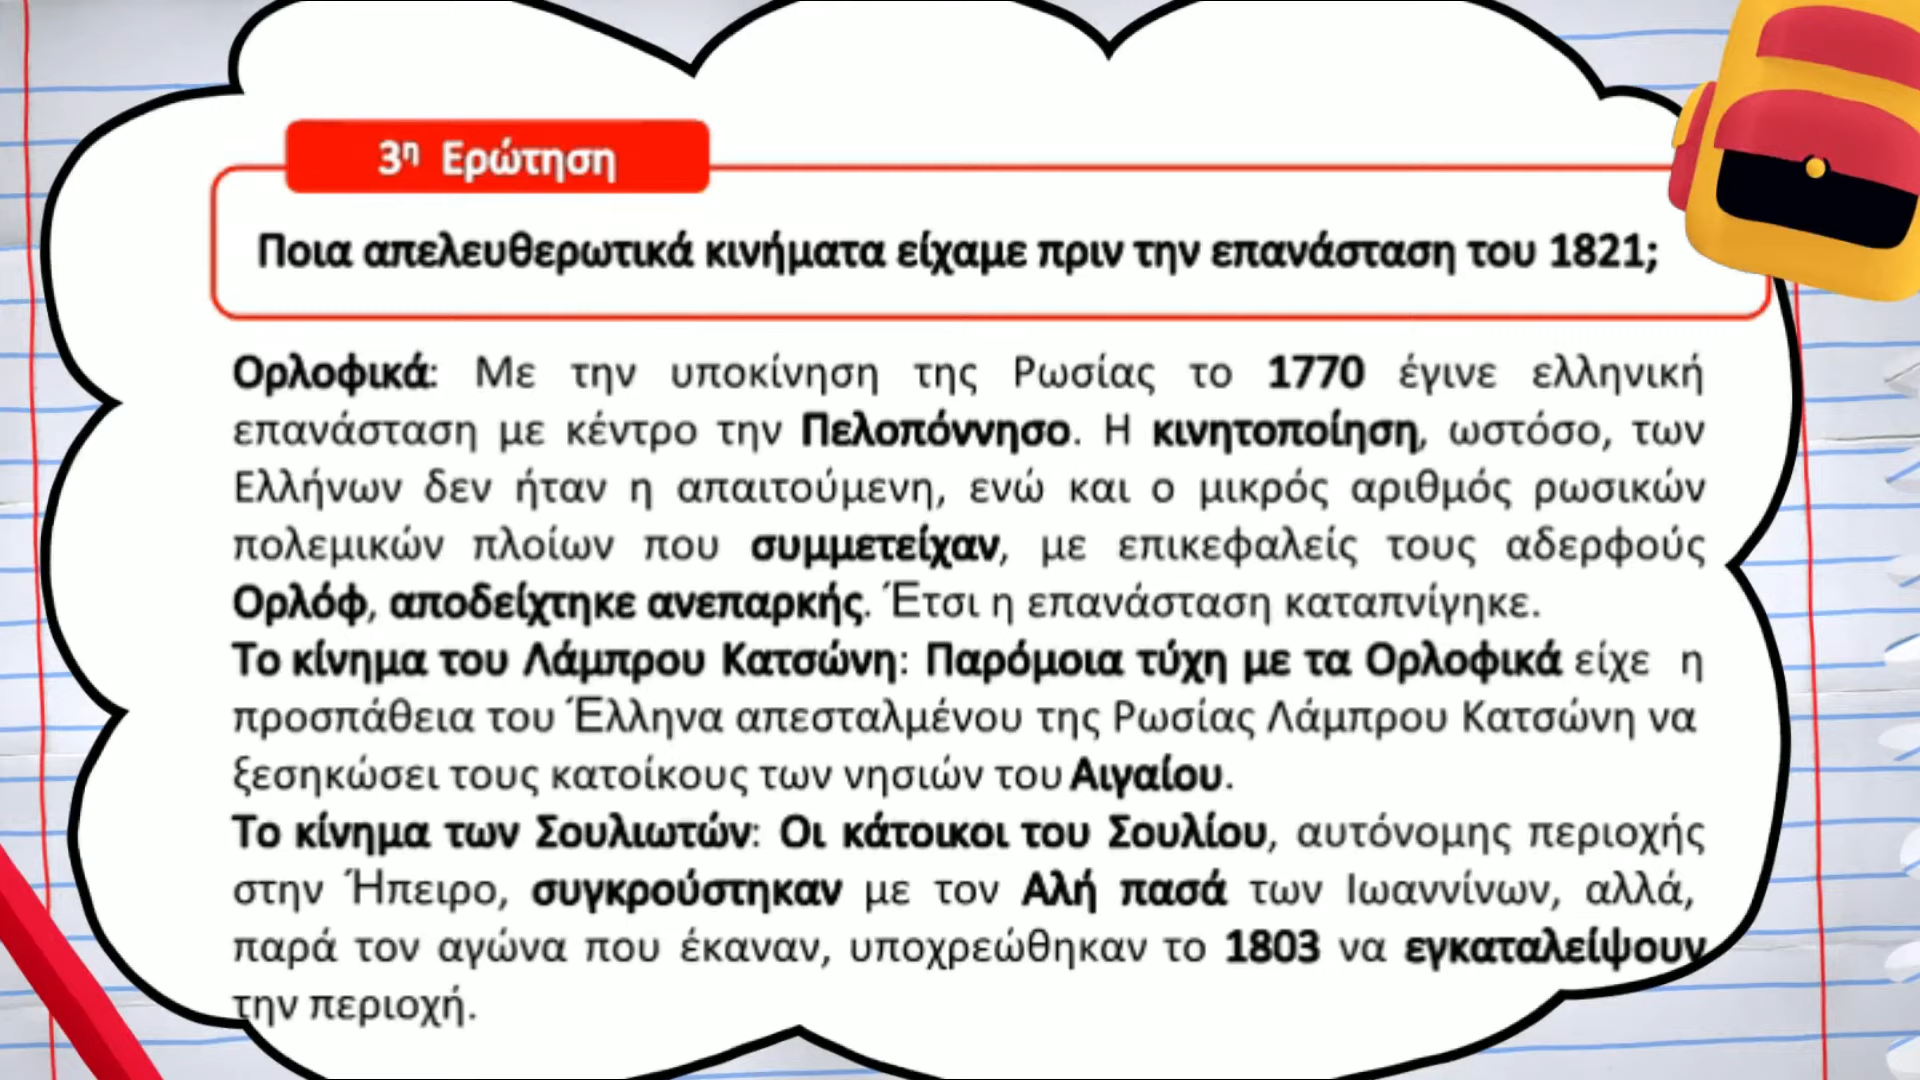 3η Ερώτηση
Ποια απελευθερωτικά κινήματα είχαμε πριν την επανάσταση του 1821;
Ορλοφικά: Με την υποκίνηση της Ρωσίας το 1770 έγινε ελληνική
επανάσταση με κέντρο την Πελοπόννησο. Η κινητοποίηση, ωστόσο, των
Ελλήνων δεν ήταν η απαιτούμενη, ενώ και ο μικρός αριθμός ρωσικών
πολεμικών πλοίων που συμμετείχαν, με επικεφαλείς τους αδερφούς
Ορλόφ, αποδείχτηκε ανεπαρκής. Έτσι η επανάσταση καταπνίγηκε.
Το κίνημα του Λάμπρου Κατσώνη: Παρόμοια τύχη με τα Ορλοφικά είχε η
προσπάθεια του Έλληνα απεσταλμένου της Ρωσίας Λάμπρου Κατσώνη να
ξεσηκώσει τους κατοίκους των νησιών του Αιγαίου.
Το κίνημα των Σουλιωτών: Οι κάτοικοι του Σουλίου, αυτόνομης περιοχής
στην Ήπειρο, συγκρούστηκαν με τον Αλή πασά των Ιωαννίνων, αλλά,
παρά τον αγώνα που έκαναν, υποχρεώθηκαν το 1803 να εγκαταλείψουν
την περιοχή.